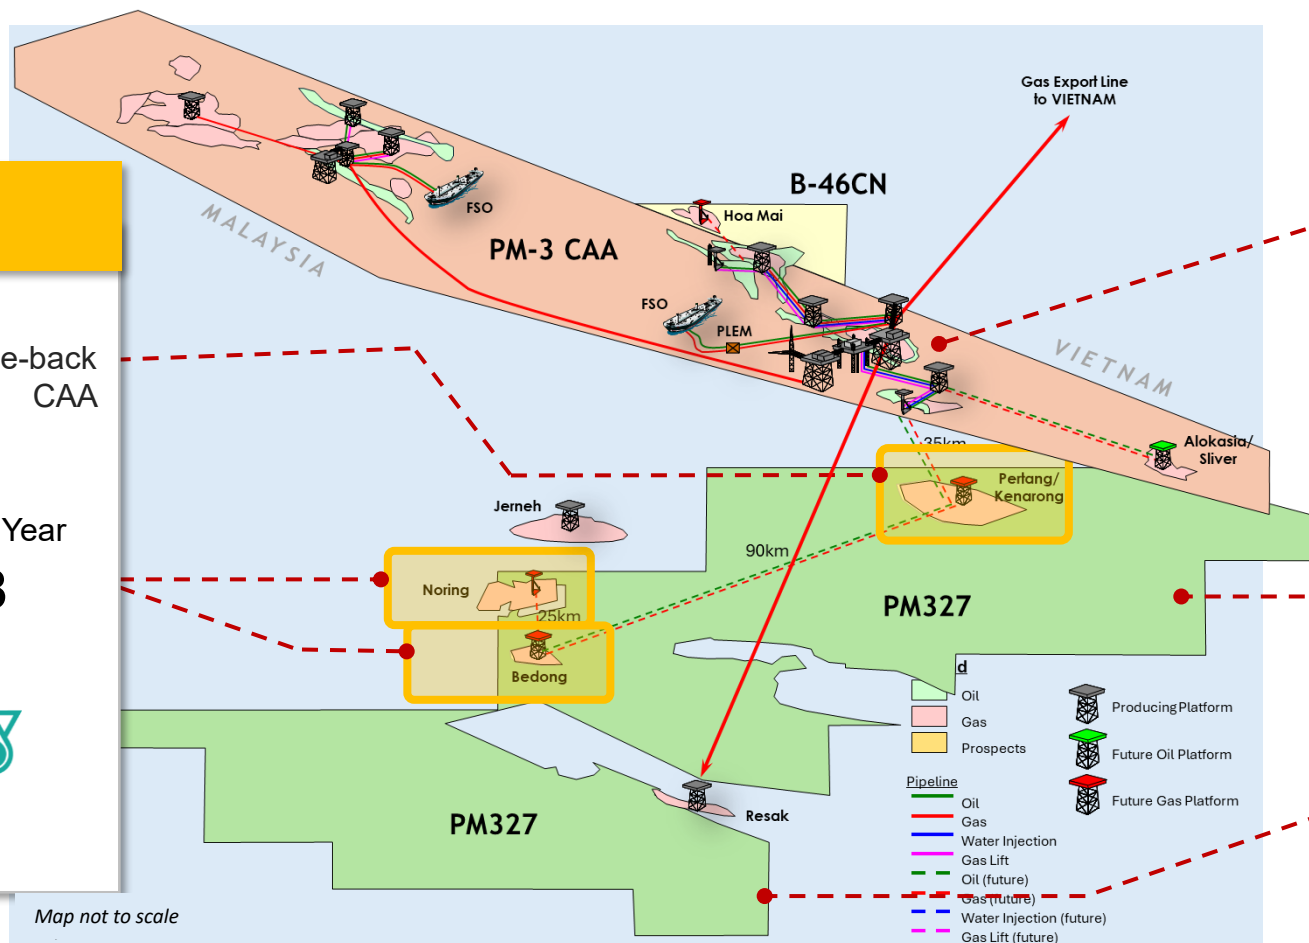 Gas Export Line
to VIETNAM
B-46CN
Hoa Mai
FSO
MALAYSIA
PM-3 CAA
FSO
PLEM
VIETNAM
e-back
CAA
35km
Alokasia/
Sliver
Pertang/
Kenarong
Jerneh
Year
90km
Noring
25km
PM327
Bedong
d
Oil
Gas
Prospects
Producing Platform
Future Oil Platform
Future Gas Platform
Pipeline
Oil
Gas
Water Injection
Gas Lift
Oil (future)
Gas (future)
Water Injection (future)
Gas Lift (future)
Resak
PM327
Map not to scale